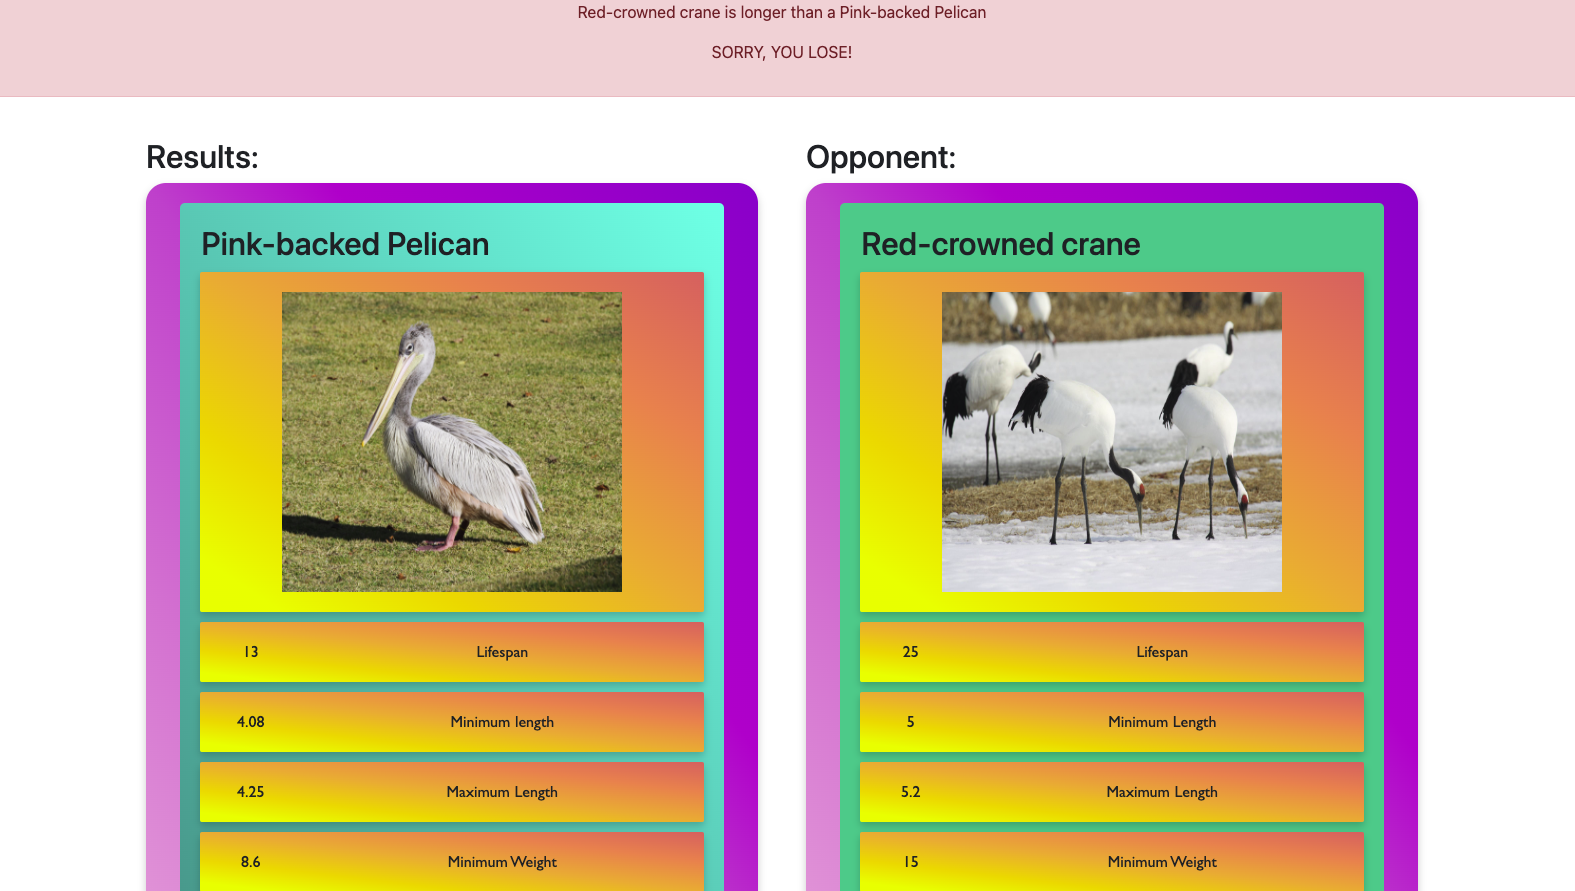 Red-crowned crane is longer than a Pink-backed Pelican
SORRY, YOU LOSE!
Results:
Pink-backed Pelican
13 Lifespan
4.08 Minimum length
4.25 Maximum Length
8.6 Minimum Weight
Opponent:
Red-crowned crane
25 Lifespan
5 Minimum Length
5.2 Maximum Length
15 Minimum Weight